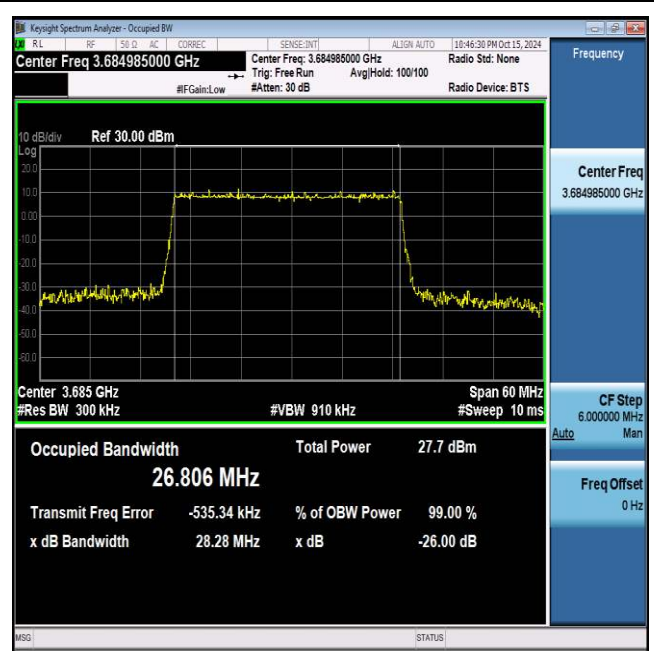 Keysight Spectrum Analyzer - Occupied BW
RL RF 50 Ω AC CORREC SENSE:INT ALIGN AUTO 10:46:30 PM Oct 15, 2024
Center Freq 3.684985000 GHz Center Freq: 3.684985000 GHz Radio Std: None
Trig: Free Run Avg|Hold: 100/100
#IFGain:Low #Atten: 30 dB Radio Device: BTS
10 dB/div Ref 30.00 dBm
Log
20.0
10.0
0.00
-10.0
-20.0
-30.0
-40.0
-50.0
-60.0
Center 3.685 GHz Span 60 MHz
#Res BW 300 kHz #VBW 910 kHz #Sweep 10 ms
Occupied Bandwidth Total Power 27.7 dBm
26.806 MHz
Transmit Freq Error -535.34 kHz % of OBW Power 99.00 %
x dB Bandwidth 28.28 MHz x dB -26.00 dB
MSG STATUS
Frequency
Center Freq
3.684985000 GHz
CF Step
6.000000 MHz
Auto Man
Freq Offset
0 Hz